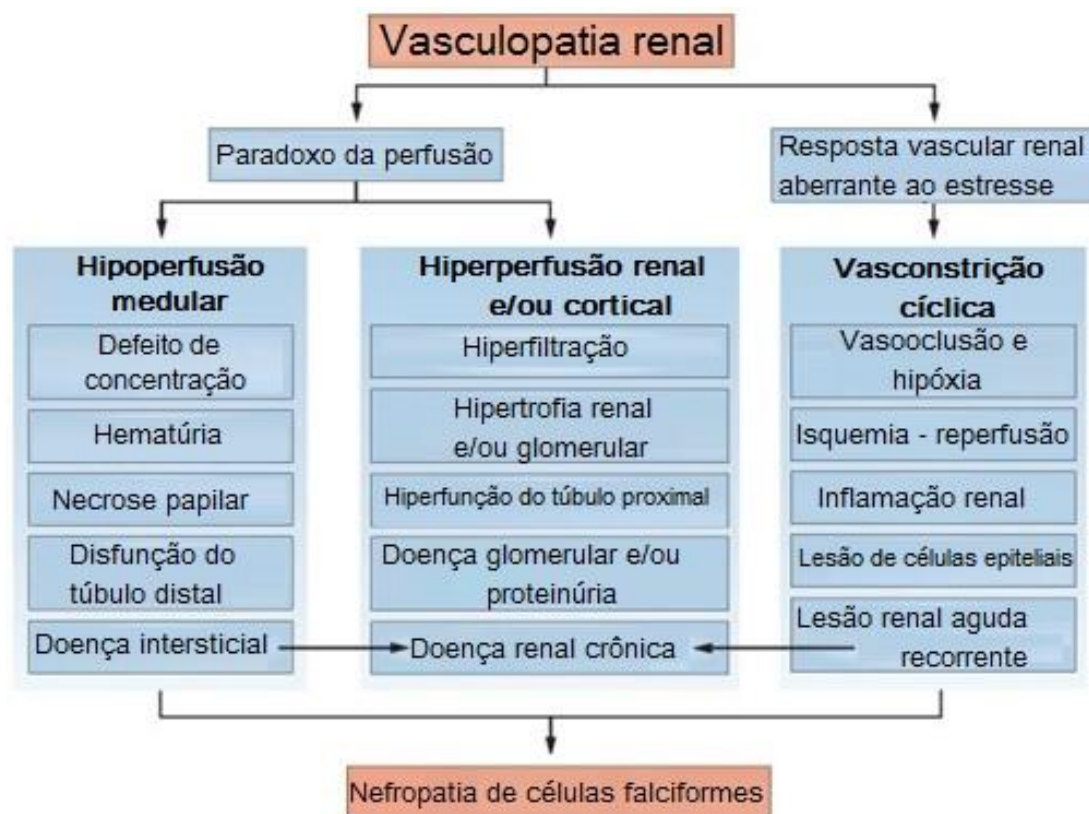 Vasculopatia renal
Paradoxo da perfusão
Resposta vascular renal
aberrante ao estresse
Hipoperfusão
medular
Defeito de
concentração
Hematúria
Necrose papilar
Disfunção do
túbulo distal
Doença intersticial
Hiperperfusão renal
e/ou cortical
Hiperfiltração
Hipertrofia renal
e/ou glomerular
Hiperfunção do túbulo proximal
Doença glomerular e/ou
proteinúria
Doença renal crônica
Vasconstrição
cíclica
Vasooclusão e
hipóxia
Isquemia - reperfusão
Inflamação renal
Lesão de células epiteliais
Lesão renal aguda
recorrente
Nefropatia de células falciformes